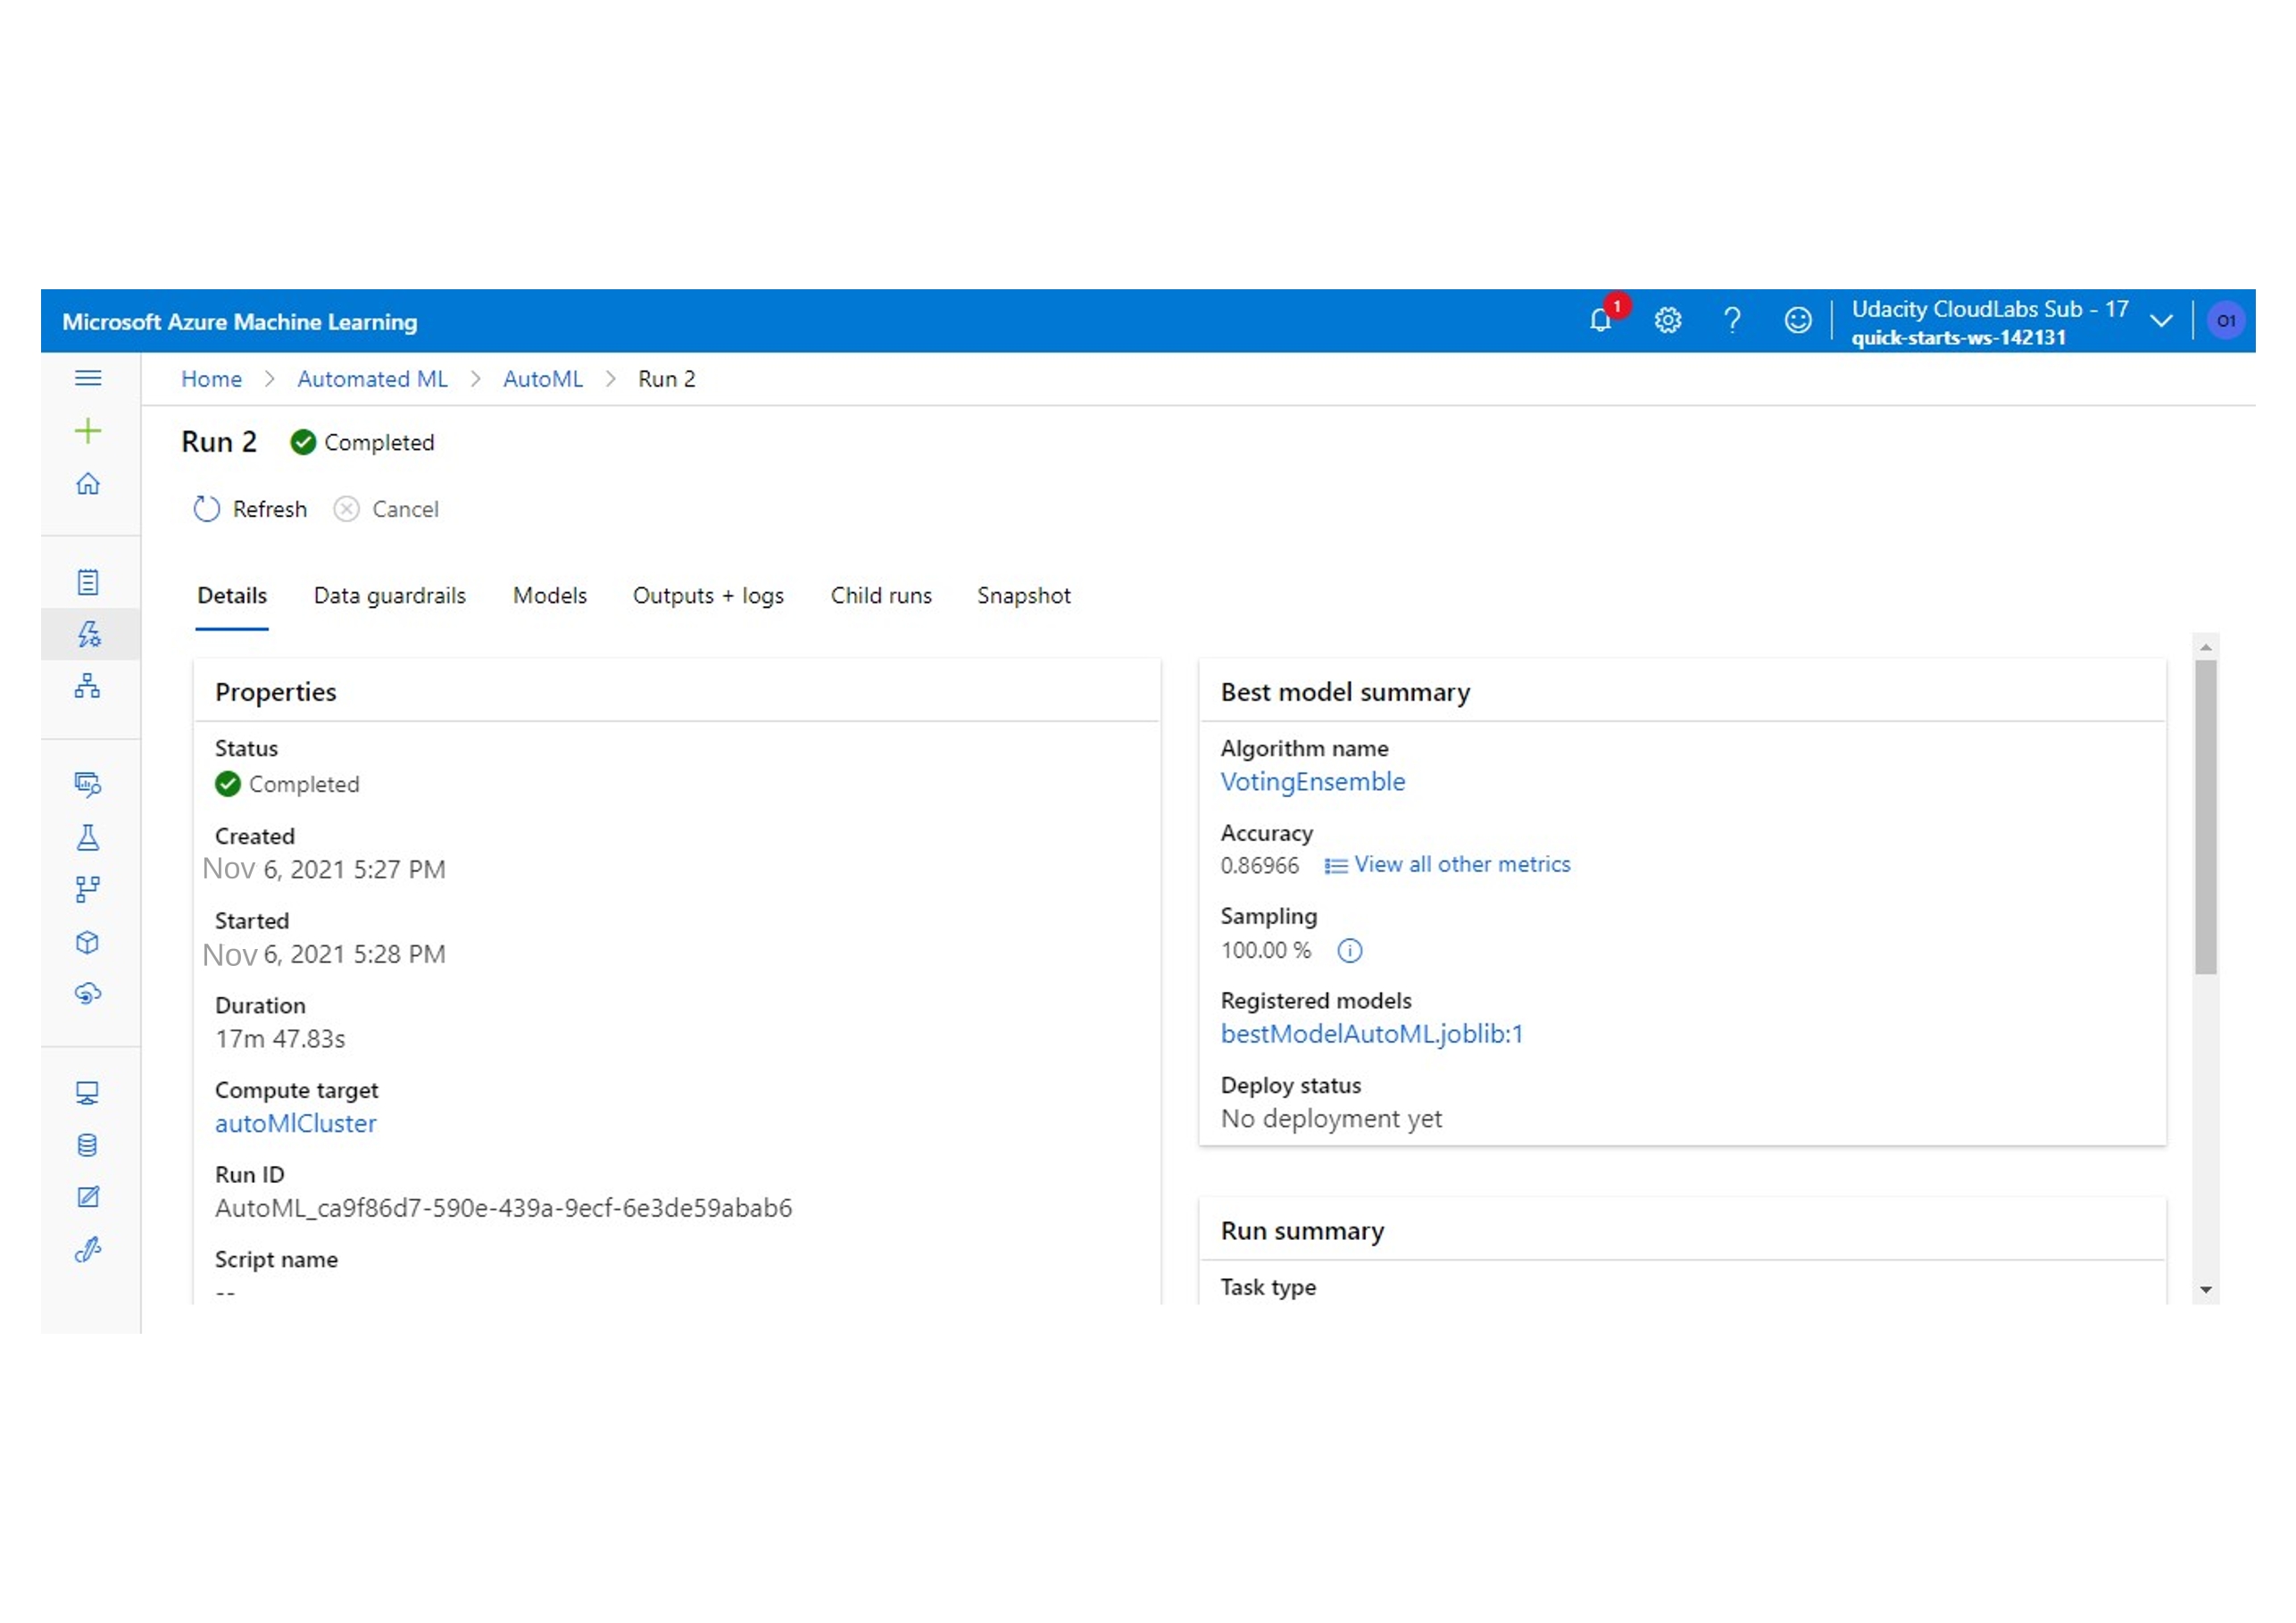 Microsoft Azure Machine Learning
1
Udacity CloudLabs Sub - 17
quick-starts-ws-142131
O1
Home > Automated ML > AutoML > Run 2
Run 2 Completed
Refresh Cancel
Details Data guardrails Models Outputs + logs Child runs Snapshot
Properties
Status
Completed
Created
Nov 6, 2021 5:27 PM
Started
Nov 6, 2021 5:28 PM
Duration
17m 47.83s
Compute target
autoMlCluster
Run ID
AutoML_ca9f86d7-590e-439a-9ecf-6e3de59abab6
Script name
--
Best model summary
Algorithm name
VotingEnsemble
Accuracy
0.86966 View all other metrics
Sampling
100.00 %
Registered models
bestModelAutoML.joblib:1
Deploy status
No deployment yet
Run summary
Task type